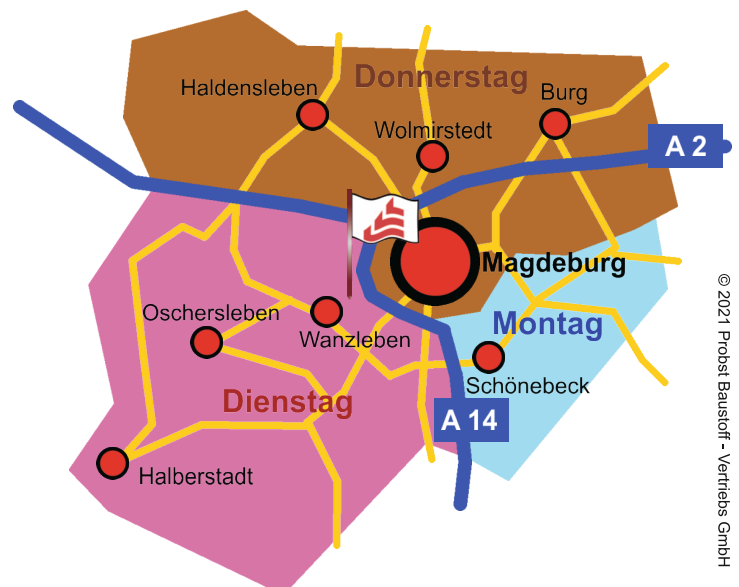 Donnerstag
Haldensleben
Burg
Wolmirstedt
A 2
Magdeburg
Oschersleben
Wanzleben
Montag
Schönebeck
Dienstag
A 14
Halberstadt
© 2021 Probst Baustoff - Vertriebs GmbH